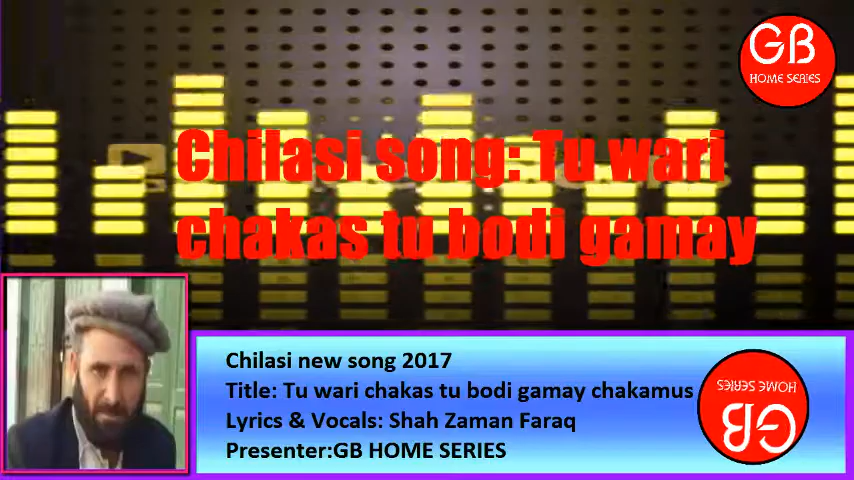 GB
HOME SERIES
Chilasi song: Tu wari
chakas tu bodi gamay
Chilasi new song 2017
Title: Tu wari chakas tu bodi gamay chakamus
Lyrics & Vocals: Shah Zaman Faraq
Presenter:GB HOME SERIES
HOME SERIES
GB